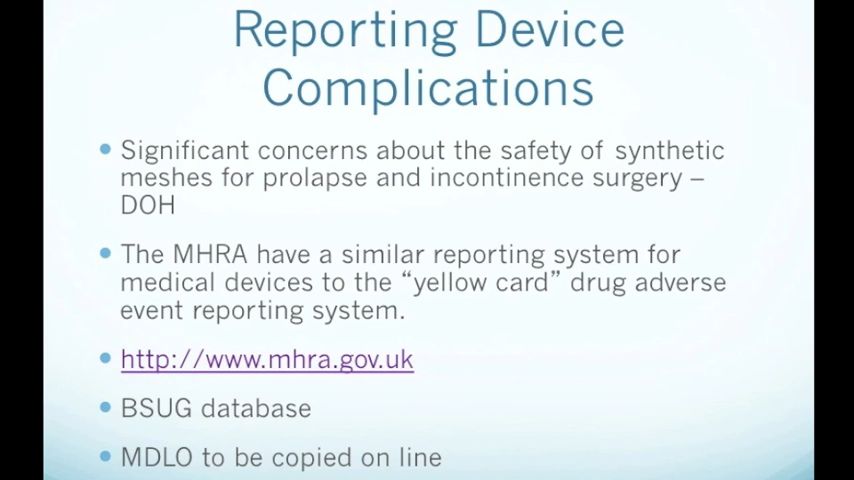 Reporting Device
Complications
• Significant concerns about the safety of synthetic
meshes for prolapse and incontinence surgery –
DOH
• The MHRA have a similar reporting system for
medical devices to the “yellow card” drug adverse
event reporting system.
• http://www.mhra.gov.uk
• BSUG database
• MDLO to be copied on line